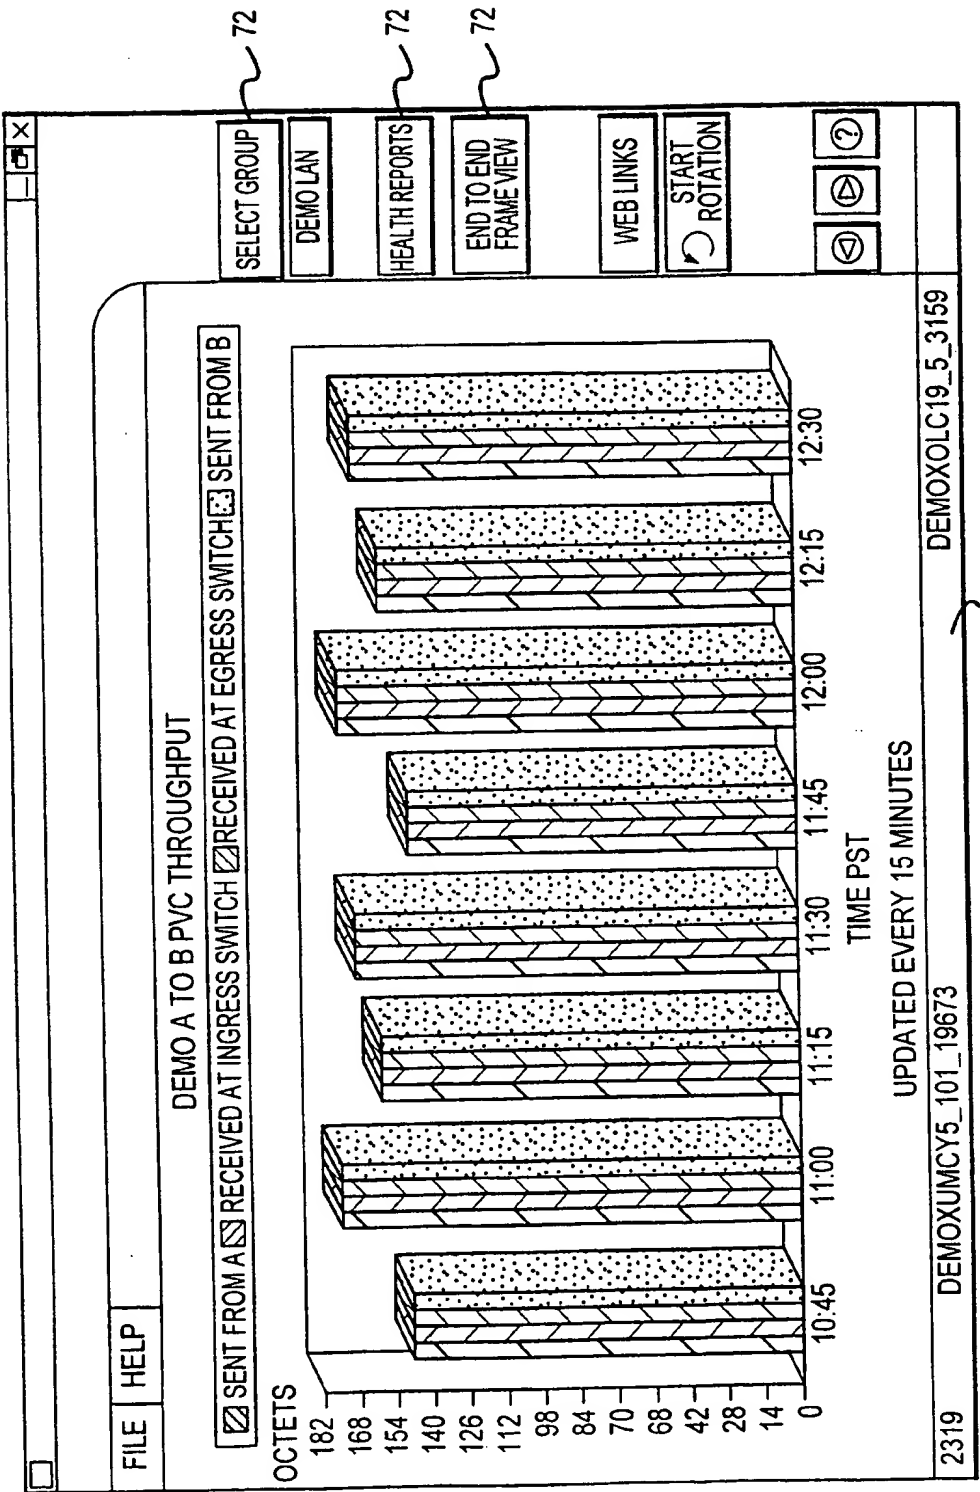 FILE HELP
DEMO A TO B PVC THROUGHPUT
SENT FROM A RECEIVED AT INGRESS SWITCH RECEIVED AT EGRESS SWITCH SENT FROM B
OCTETS
182
168
154
140
126
112
98
84
70
68
42
28
14
0
10:45 11:00 11:15 11:30 11:45 12:00 12:15 12:30
TIME PST
UPDATED EVERY 15 MINUTES
2319 DEMOXUMCY5_101_19673 DEMOXOLC19_5_3159
SELECT GROUP
DEMO LAN
HEALTH REPORTS
END TO END
FRAME VIEW
WEB LINKS
START
ROTATION
?
72
72
72